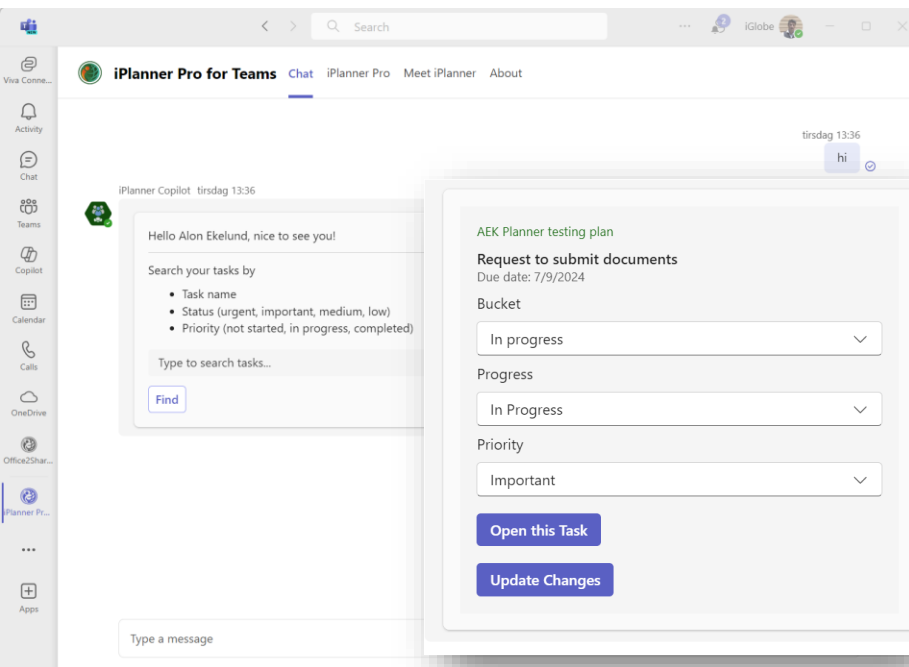 Search
2
iGlobe
Viva Conne...
Activity
Chat
Teams
Copilot
Calendar
Calls
OneDrive
Office2Shar...
iPlanner Pr...
Apps
iPlanner Pro for Teams Chat iPlanner Pro Meet iPlanner About
tirsdag 13:36
hi
iPlanner Copilot tirsdag 13:36
Hello Alon Ekelund, nice to see you!
Search your tasks by
• Task name
• Status (urgent, important, medium, low)
• Priority (not started, in progress, completed)
Type to search tasks...
Find
Type a message
AEK Planner testing plan
Request to submit documents
Due date: 7/9/2024
Bucket
In progress
Progress
In Progress
Priority
Important
Open this Task
Update Changes